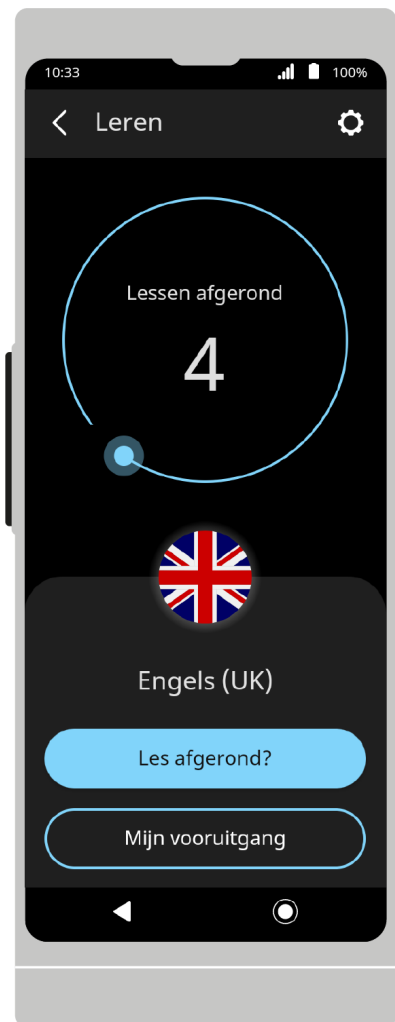 10:33 100%
Leren
Lessen afgerond
4
Engels (UK)
Les afgerond?
Mijn vooruitgang